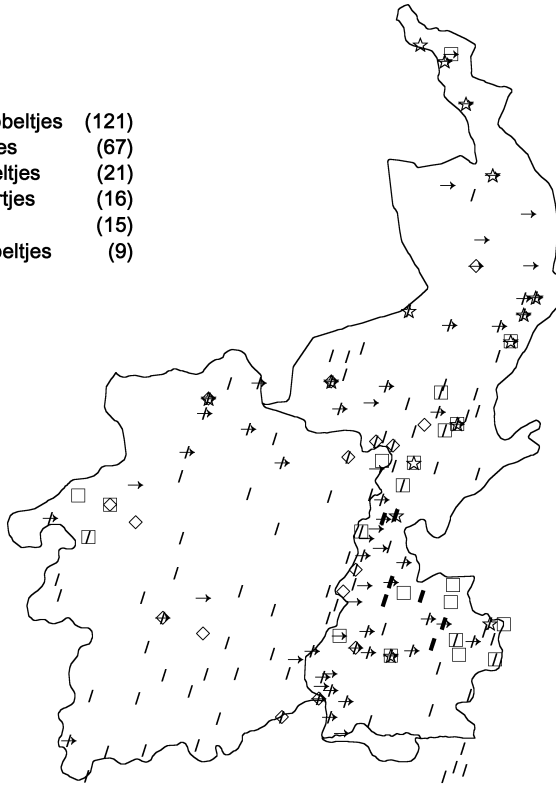 beltjes (121)
es (67)
eltjes (21)
rtjes (16)
(15)
beltjes (9)